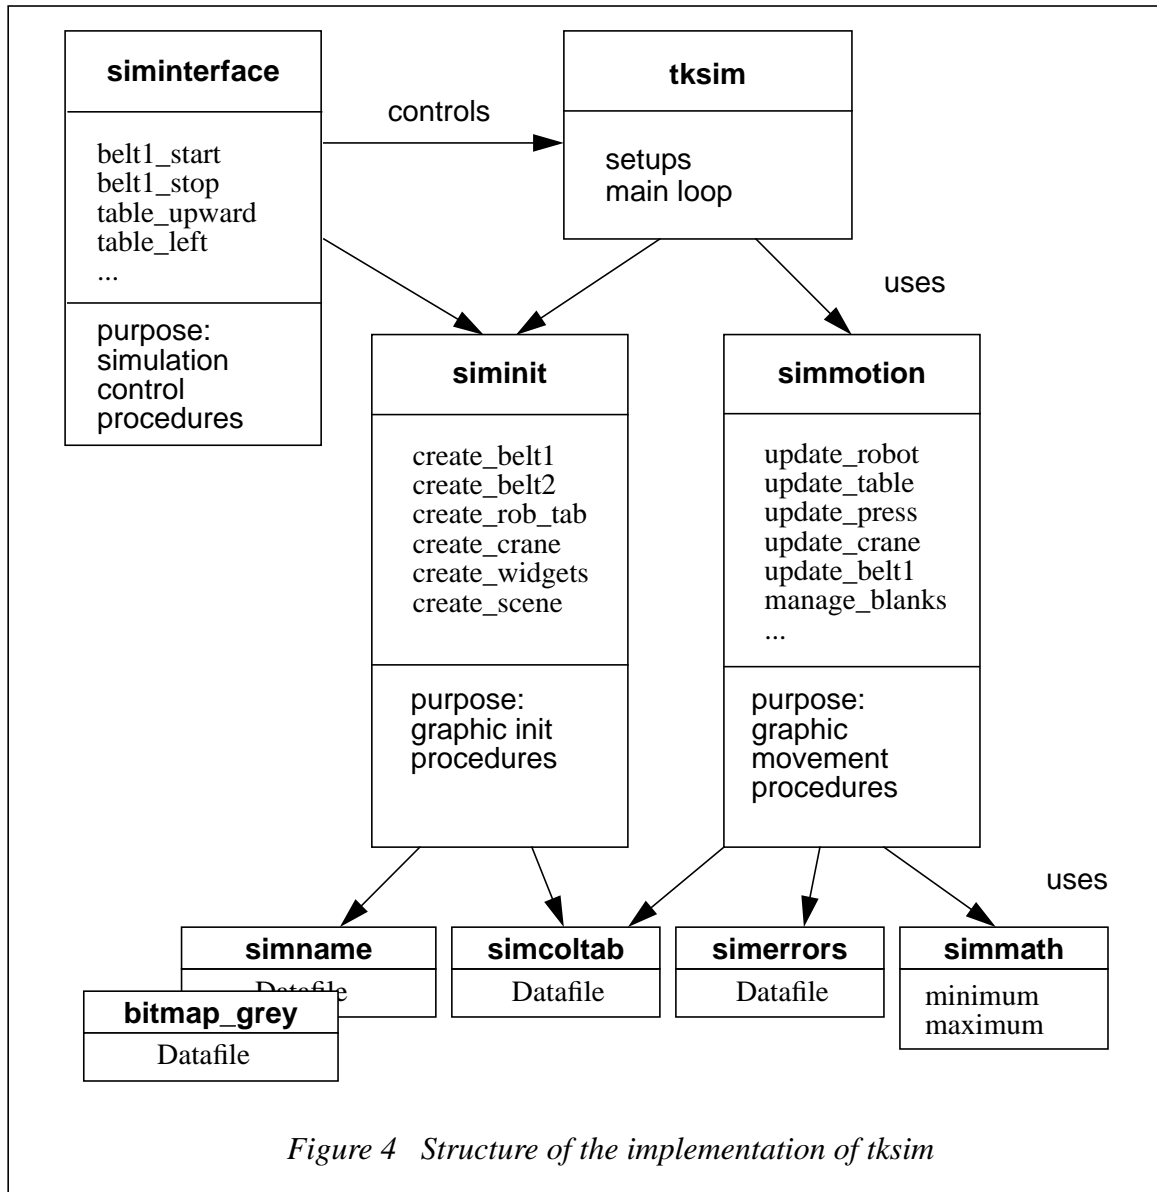 siminterface
belt1_start
belt1_stop
table_upward
table_left
...
purpose:
simulation
control
procedures
controls
tksim
setups
main loop
uses
siminit
create_belt1
create_belt2
create_rob_tab
create_crane
create_widgets
create_scene
purpose:
graphic init
procedures
simmotion
update_robot
update_table
update_press
update_crane
update_belt1
manage_blanks
...
purpose:
graphic
movement
procedures
uses
simname
Datafile
bitmap_grey
Datafile
simcoltab
Datafile
simerrors
Datafile
simmath
minimum
maximum
Figure 4 Structure of the implementation of tksim